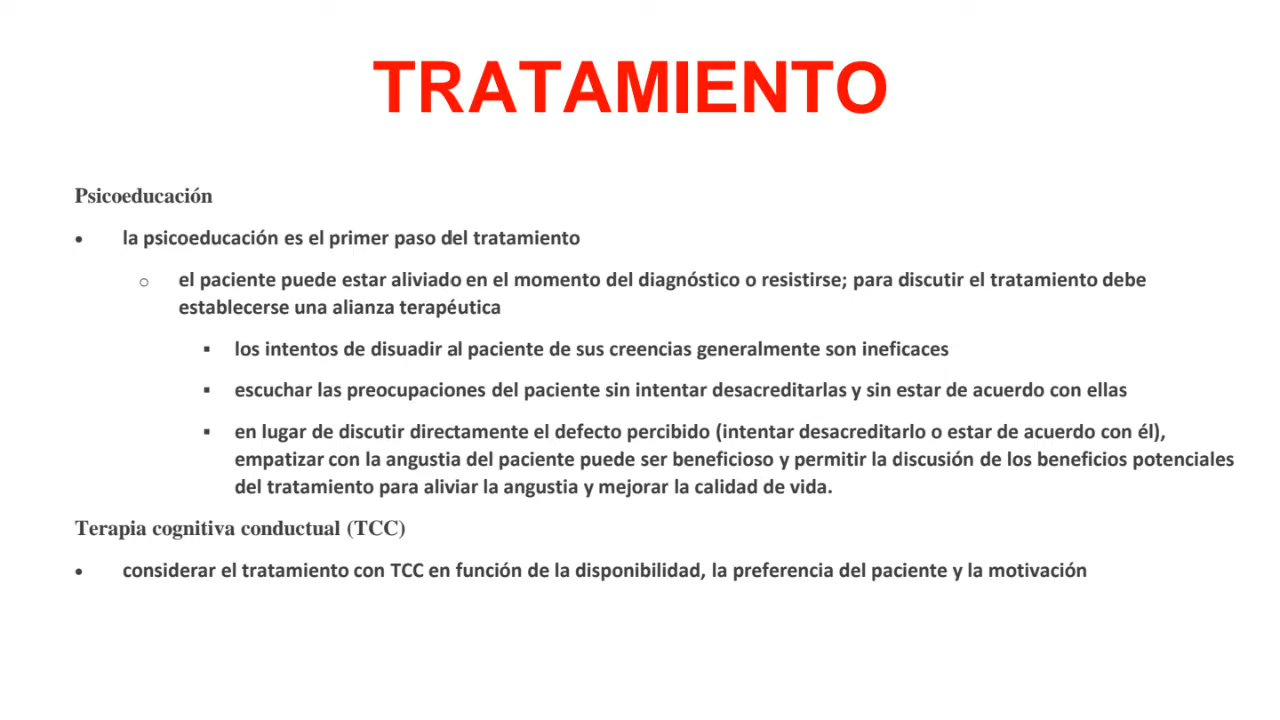 TRATAMIENTO
Psicoeducación
• la psicoeducación es el primer paso del tratamiento
○ el paciente puede estar aliviado en el momento del diagnóstico o resistirse; para discutir el tratamiento debe
establecerse una alianza terapéutica
▪ los intentos de disuadir al paciente de sus creencias generalmente son ineficaces
▪ escuchar las preocupaciones del paciente sin intentar desacreditarlas y sin estar de acuerdo con ellas
▪ en lugar de discutir directamente el defecto percibido (intentar desacreditarlo o estar de acuerdo con él),
empatizar con la angustia del paciente puede ser beneficioso y permitir la discusión de los beneficios potenciales
del tratamiento para aliviar la angustia y mejorar la calidad de vida.
Terapia cognitiva conductual (TCC)
• considerar el tratamiento con TCC en función de la disponibilidad, la preferencia del paciente y la motivación